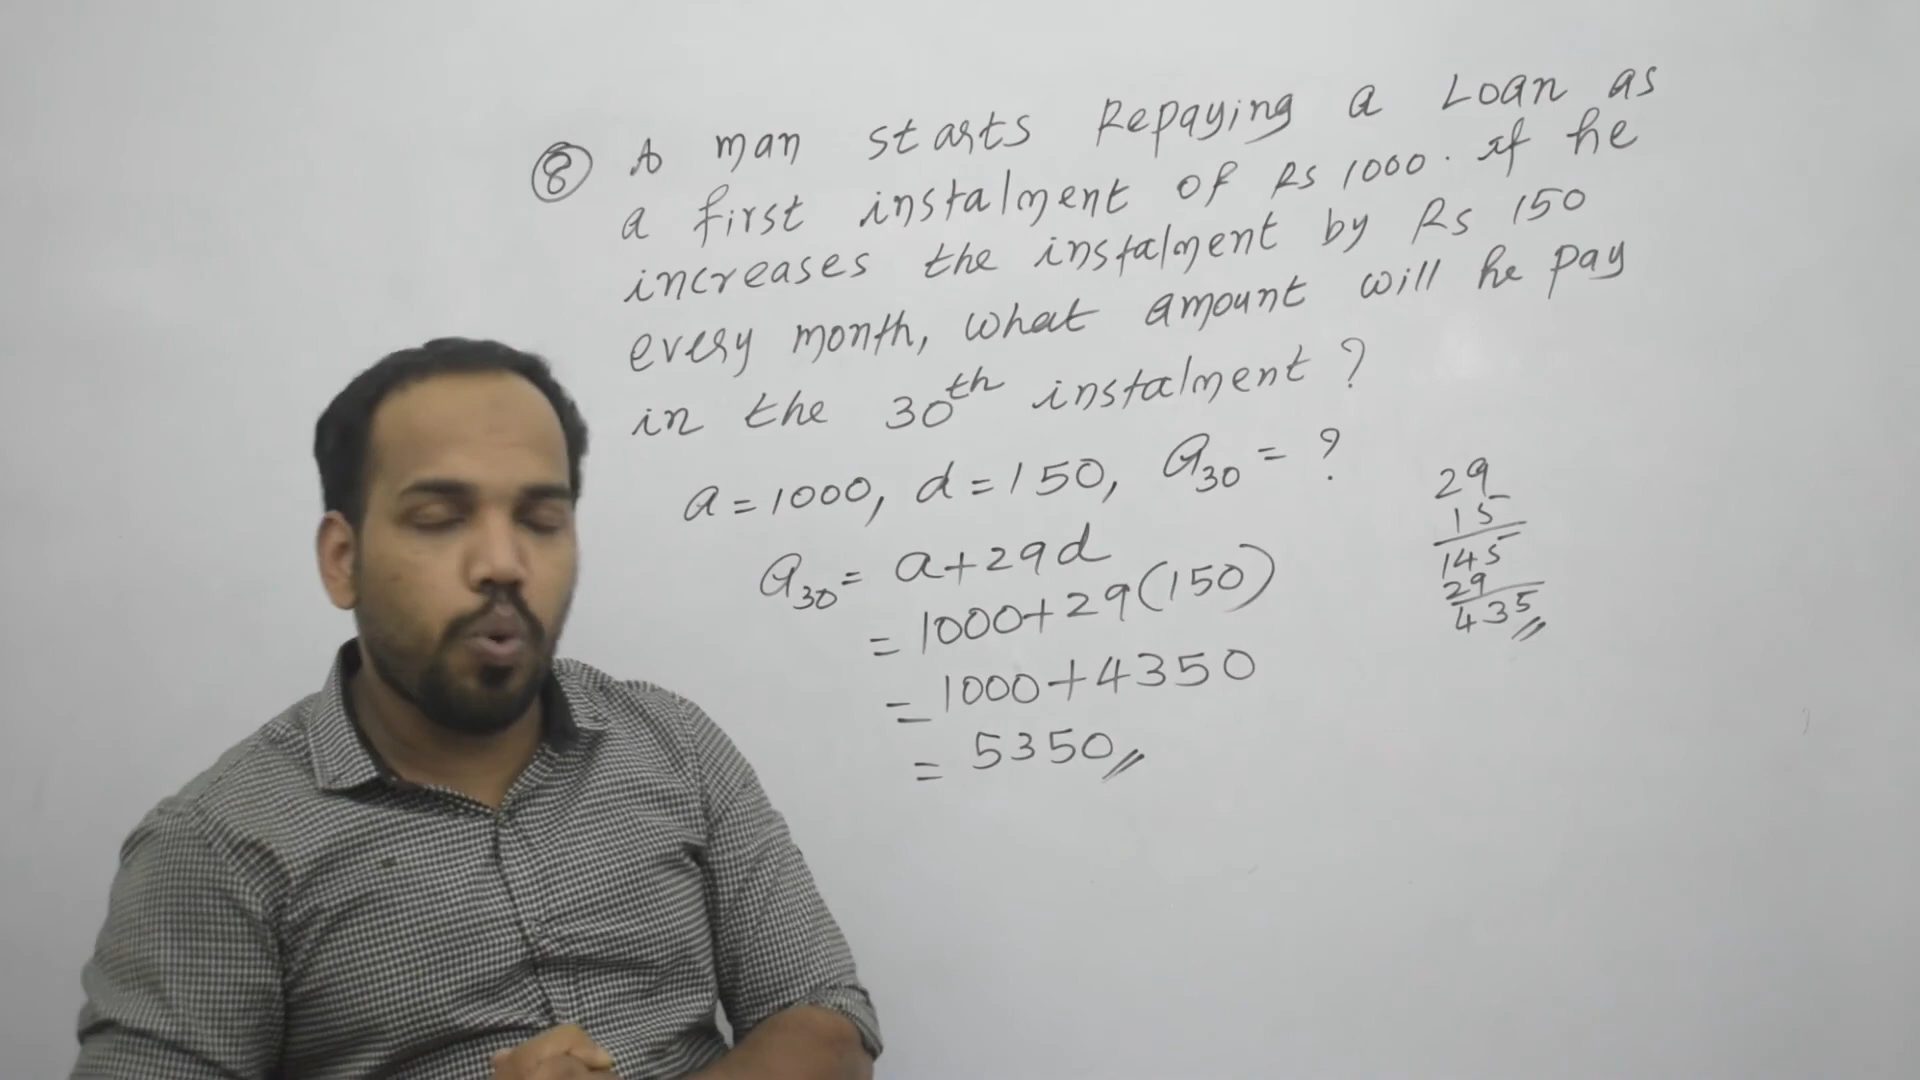 8 A man starts Repaying a Loan as
a first instalment of Rs 1000. If he
increases the instalment by Rs 150
every month, what amount will he pay
in the 30th instalment?
a = 1000, d = 150, a30 = ?
a30 = a + 29d
= 1000 + 29(150)
= 1000 + 4350
= 5350
29
15
145
29
435